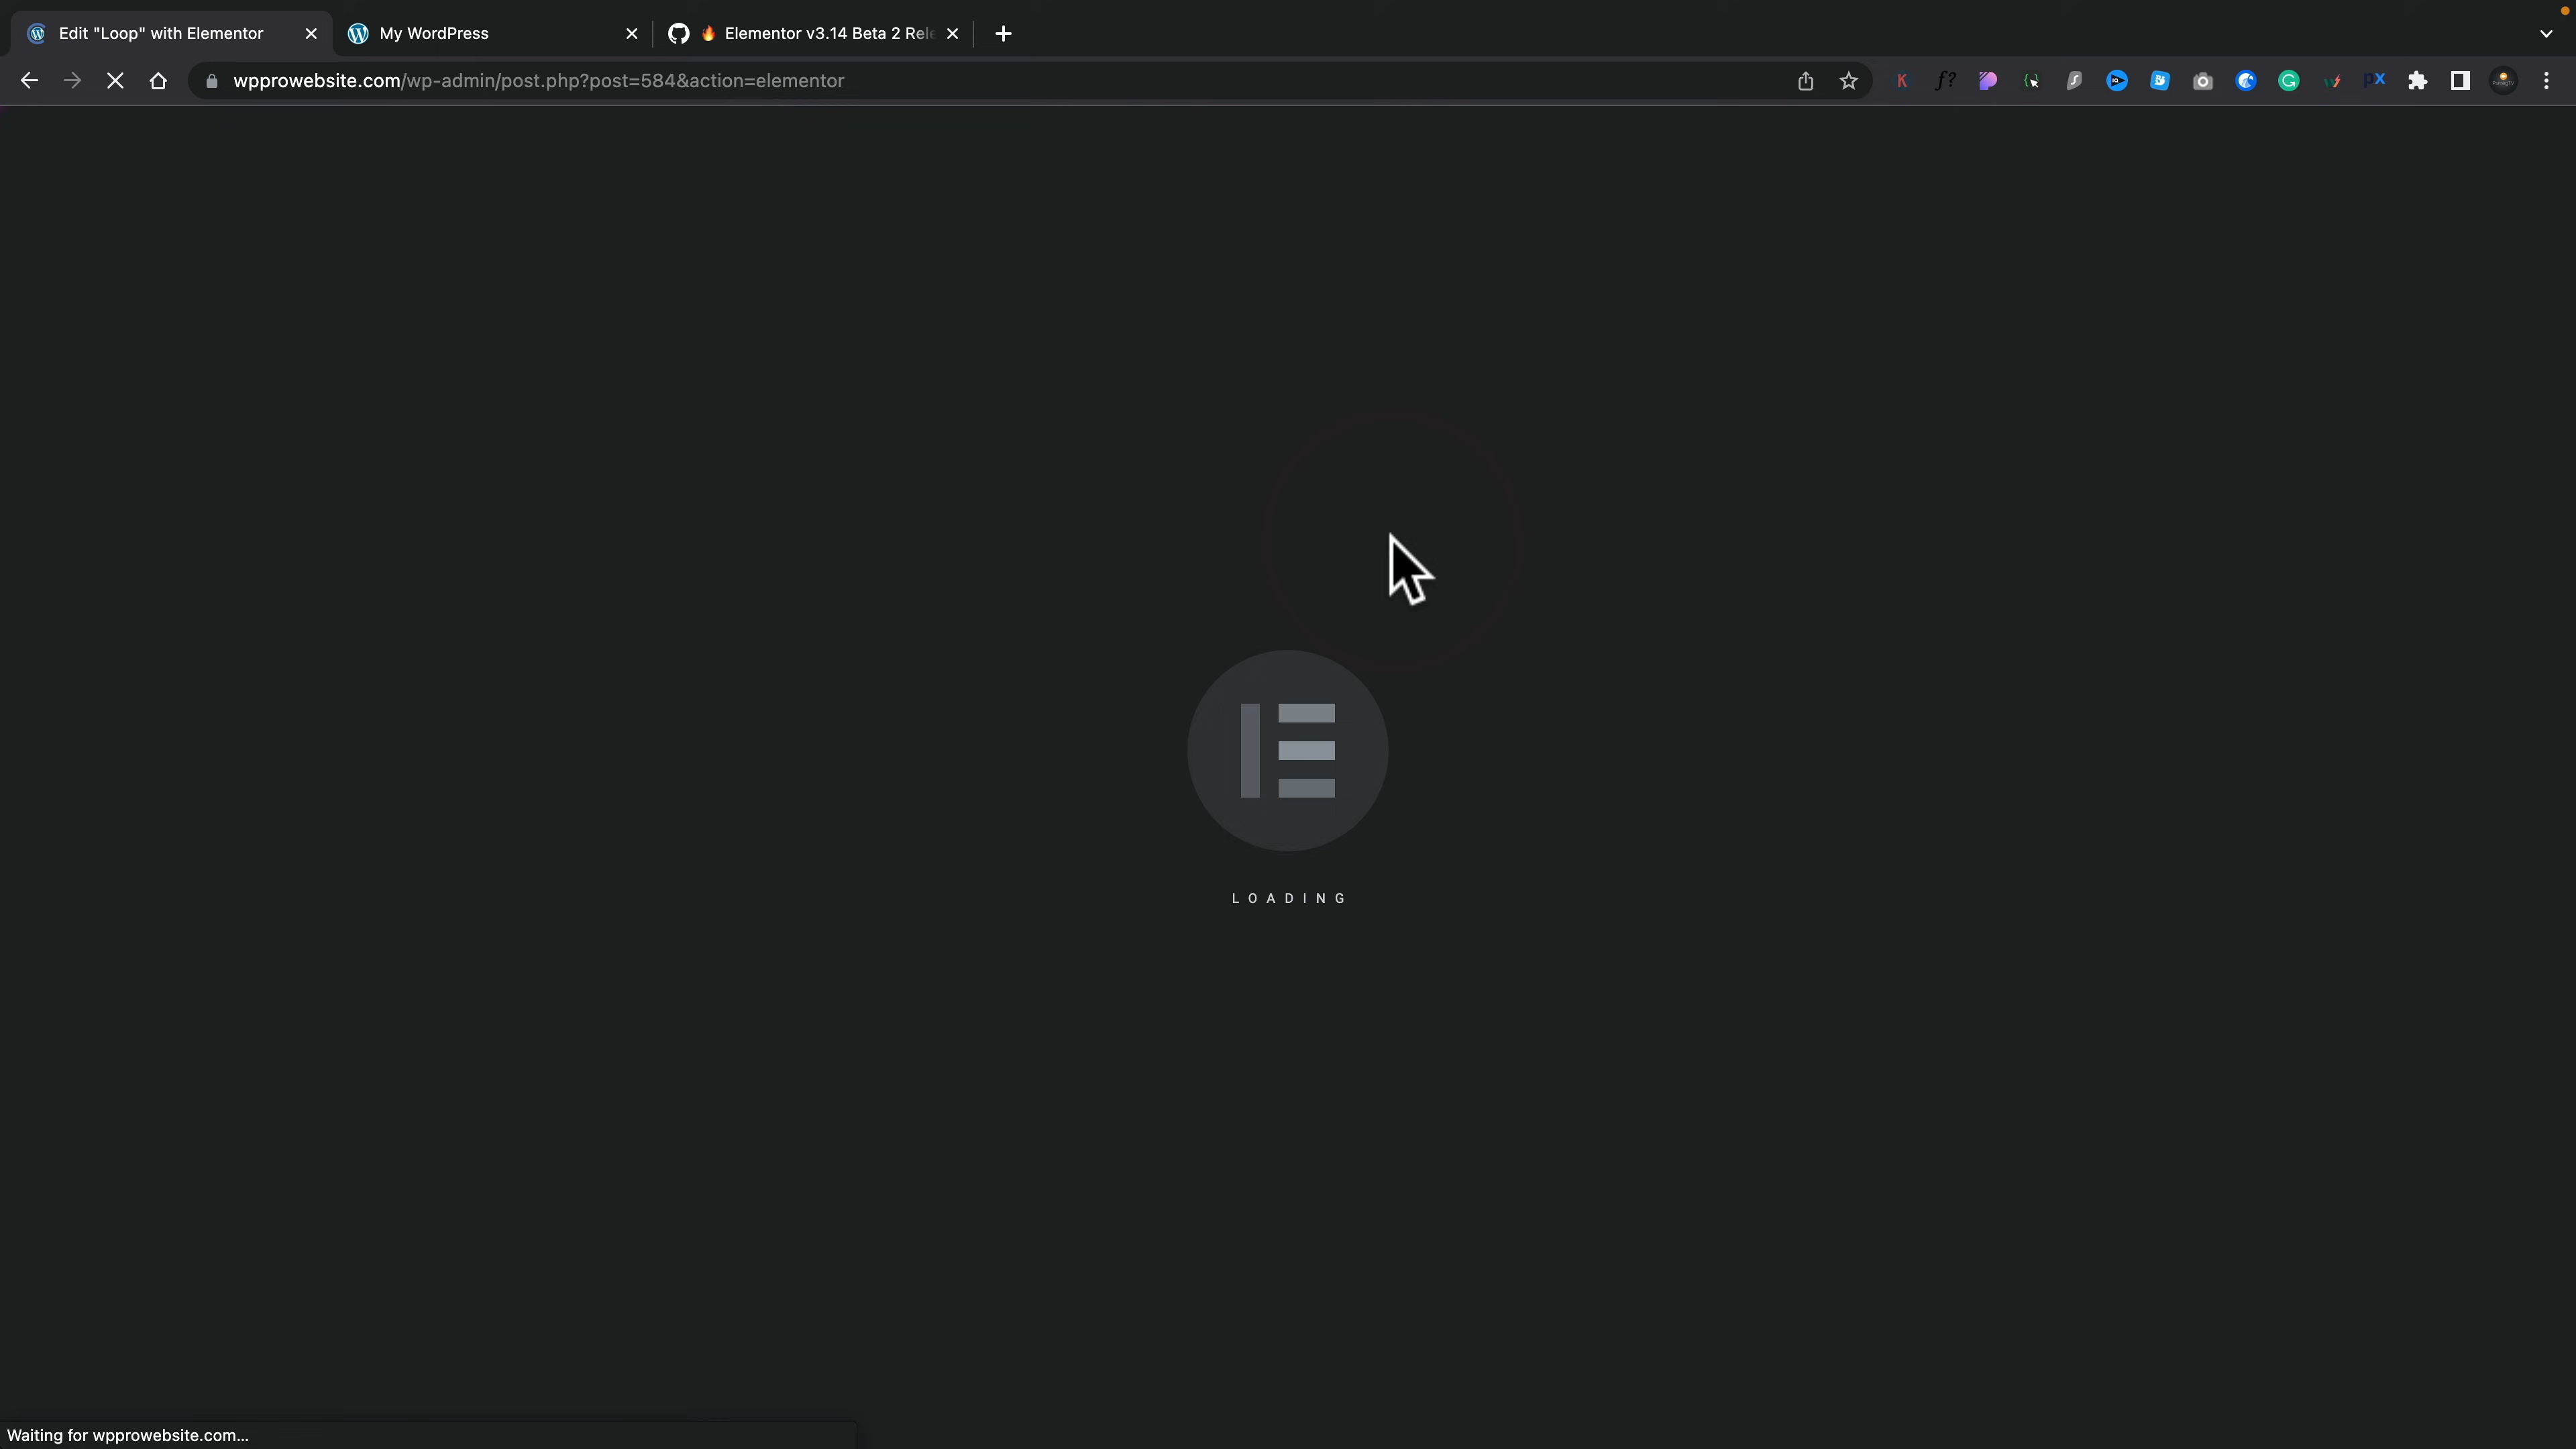 Edit "Loop" with Elementor
My WordPress
🔥 Elementor v3.14 Beta 2 Rel
wpprowebsite.com/wp-admin/post.php?post=584&action=elementor
LOADING
Waiting for wpprowebsite.com...